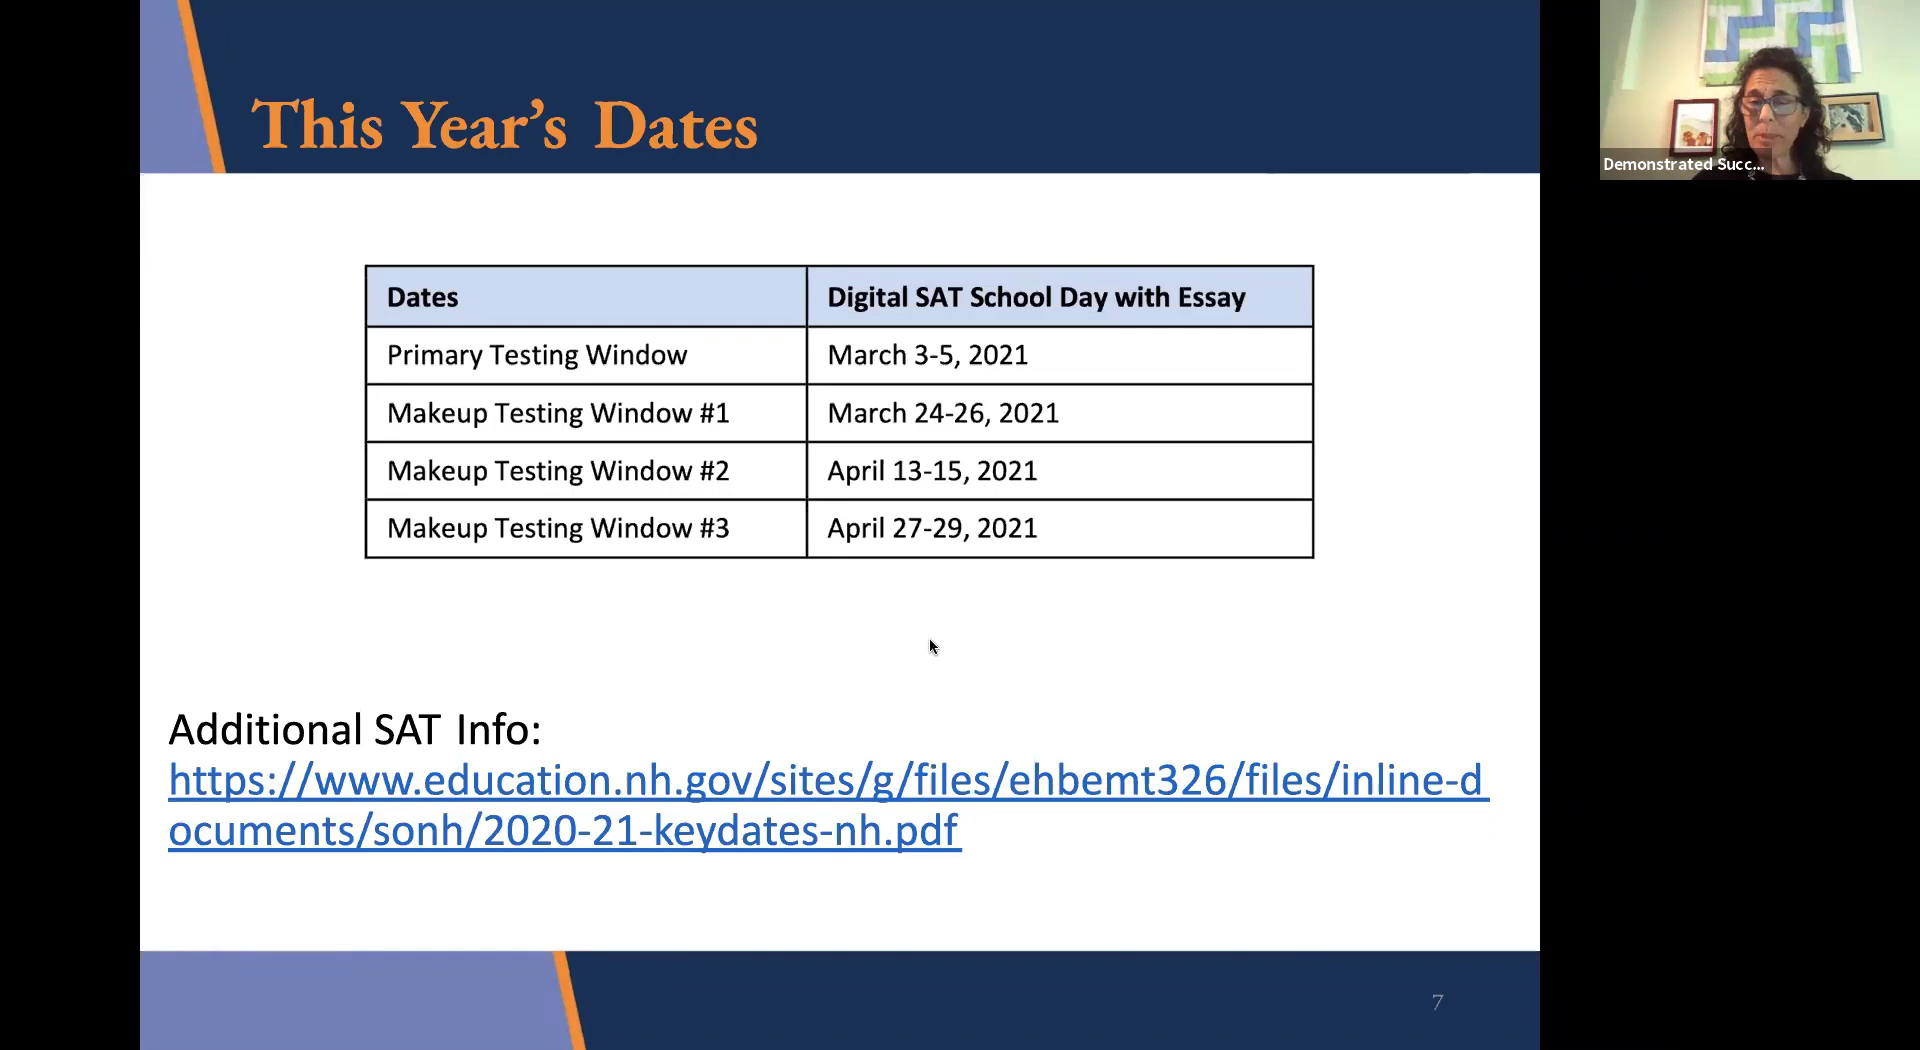 This Year’s Dates
Dates
Digital SAT School Day with Essay
Primary Testing Window
March 3-5, 2021
Makeup Testing Window #1
March 24-26, 2021
Makeup Testing Window #2
April 13-15, 2021
Makeup Testing Window #3
April 27-29, 2021
Additional SAT Info:
https://www.education.nh.gov/sites/g/files/ehbemt326/files/inline-d
ocuments/sonh/2020-21-keydates-nh.pdf
7
Demonstrated Succ...